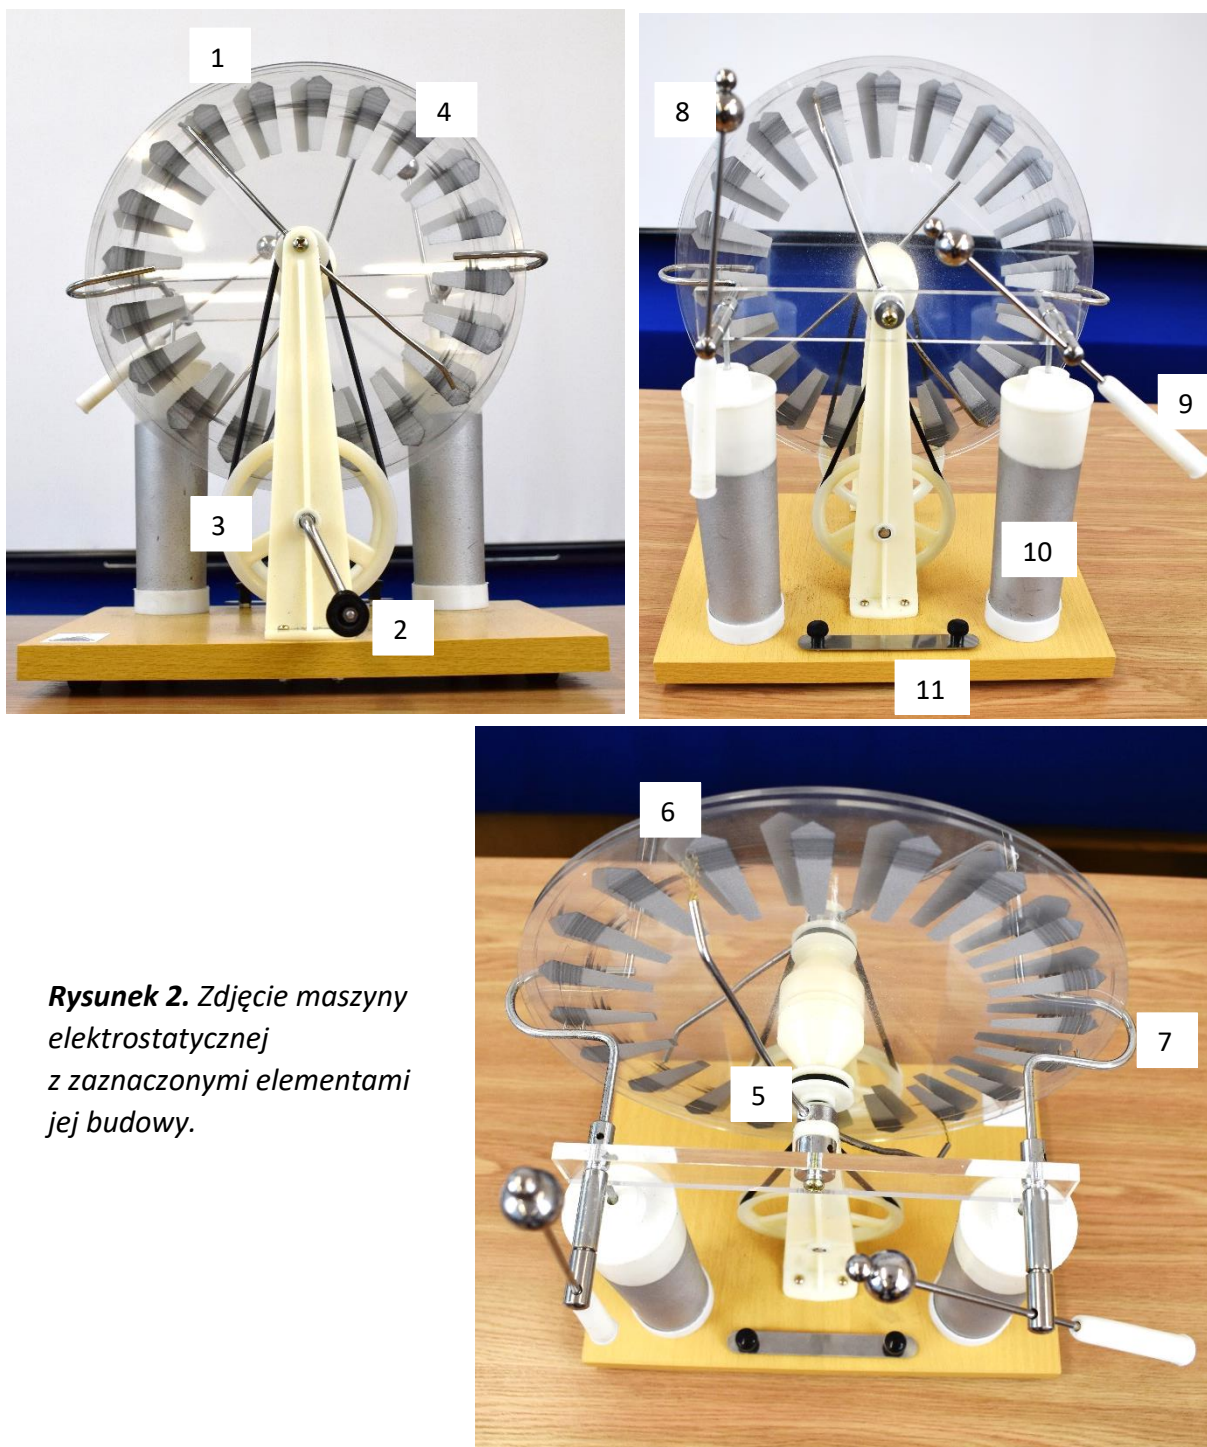 1
4
3
2
8
9
10
11
6
7
5
Rysunek 2. Zdjęcie maszyny
elektrostatycznej
z zaznaczonymi elementami
jej budowy.